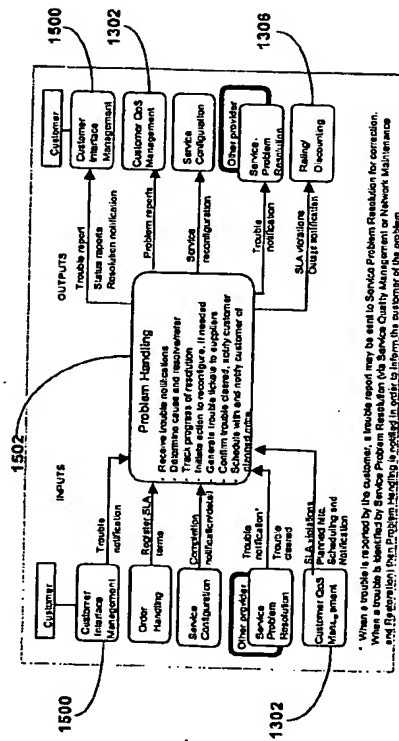 1502
INPUTS
OUTPUTS
Customer
Customer
Interface
Management
1500
Trouble
notification
Order
Handling
Register SLA
terms
Service
Configuration
Completion
notification/detail
Other provider
Service
Problem
Resolution
Trouble
notification*
Trouble
cleared
Customer QoS
Management
1302
SLA violations
Planned Ntc.
Scheduling and
Notification
Problem Handling
Receive trouble notifications
Determine cause and resolve/refer
Track progress of resolution
Initiate action to reconfigure, if needed
Generate trouble tickets to suppliers
Confirm trouble cleared, notify customer
Schedule with and notify customer of
planned mtce
Customer
Customer
Interface
Management
1500
Trouble report
Status reports
Resolution notification
Customer QoS
Management
1302
Problem reports
Service
Configuration
Service
reconfiguration
Other provider
Service
Problem
Resolution
Trouble
notification
Rating/
Discounting
1306
SLA violations
Outage notification
* When a trouble is reported by the customer, a trouble report may be sent to Service Problem Resolution for correction.
When a trouble is identified by Service Problem Resolution (via Service Quality Management or Network Maintenance
and Restoration) then Problem Handling is notified in order to inform the customer of the problem